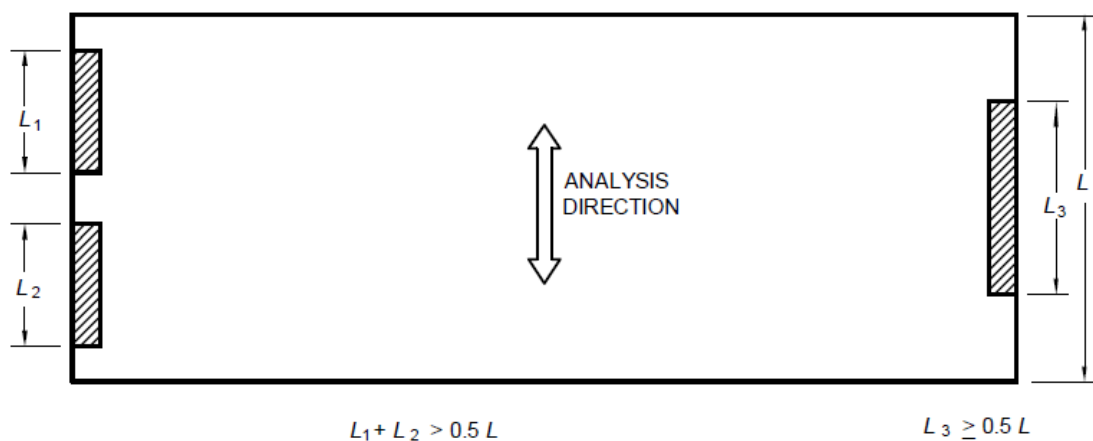 L1
ANALYSIS
DIRECTION
L
L3
L2
L1 + L2 > 0.5 L
L3 ≥ 0.5 L